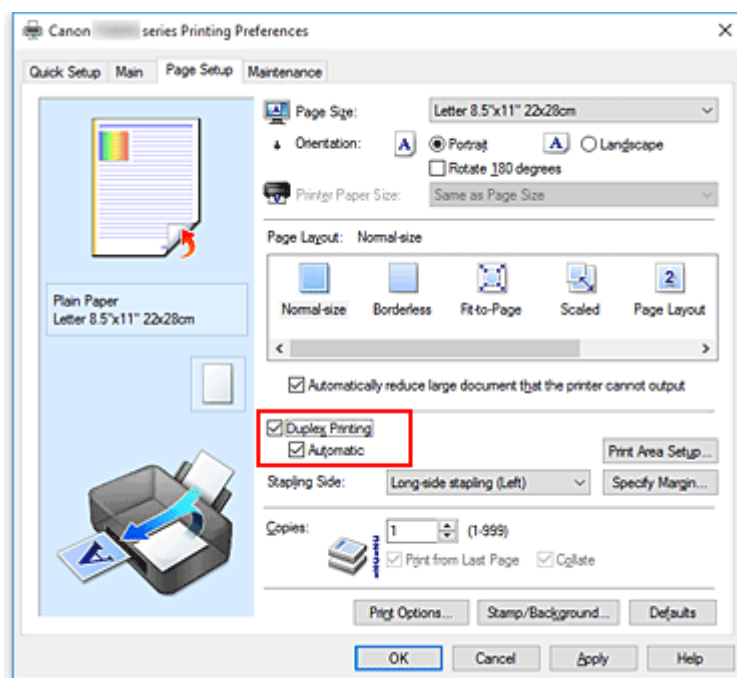 Canon series Printing Preferences
Quick Setup Main Page Setup Maintenance
Page Size: Letter 8.5"x11" 22x28cm
Orientation: A Portrait A Landscape
Rotate 180 degrees
Printer Paper Size: Same as Page Size
Page Layout: Normal-size
2
Normal-size Borderless Fit-to-Page Scaled Page Layout
Plain Paper
Letter 8.5"x11" 22x28cm
Automatically reduce large document that the printer cannot output
Duplex Printing
Automatic
Print Area Setup...
Stapling Side: Long-side stapling (Left) Specify Margin...
Copies: 1 (1-999)
Print from Last Page Collate
A
Print Options... Stamp/Background... Defaults
OK Cancel Apply Help